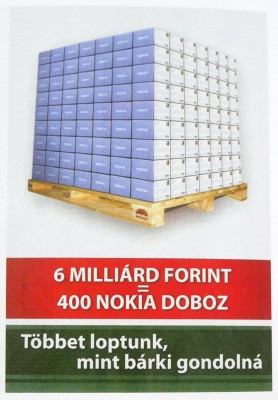 6 MILLIÁRD FORINT
=
400 NOKIA DOBOZ
Többet loptunk,
mint bárki gondolná